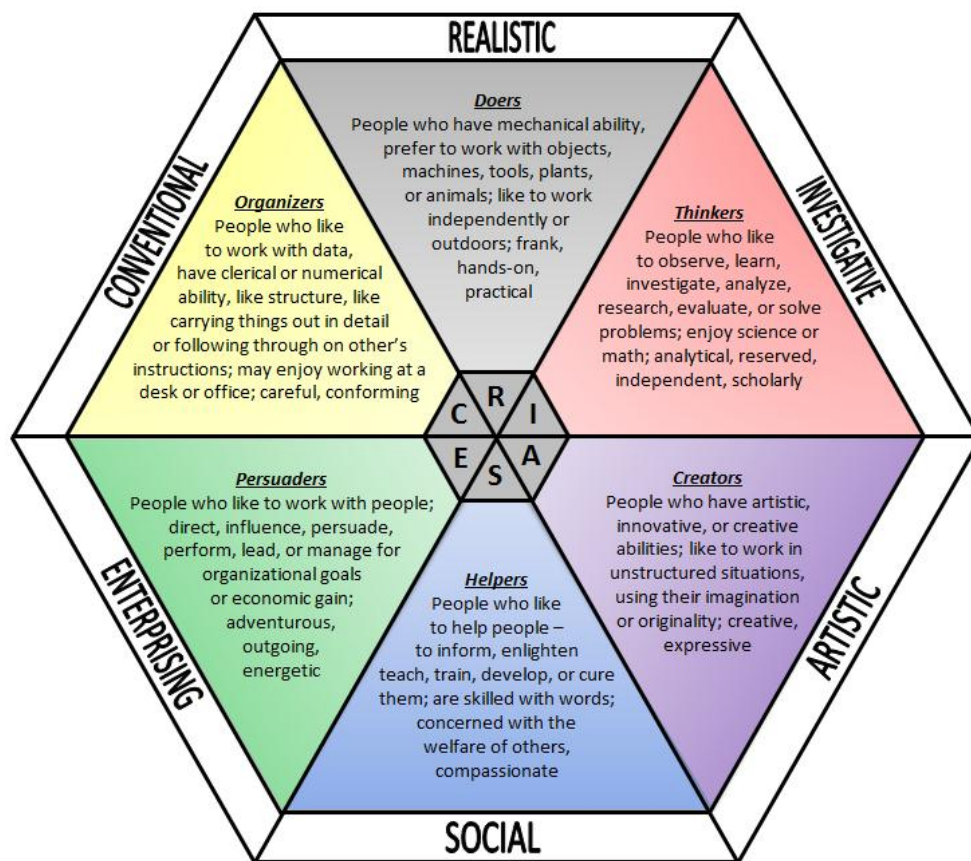 REALISTIC
Doers
People who have mechanical ability,
prefer to work with objects,
machines, tools, plants,
or animals; like to work
independently or
outdoors; frank,
hands-on,
practical
INVESTIGATIVE
Thinkers
People who like
to observe, learn,
investigate, analyze,
research, evaluate, or solve
problems; enjoy science or
math; analytical, reserved,
independent, scholarly
ARTISTIC
Creators
People who have artistic,
innovative, or creative
abilities; like to work in
unstructured situations,
using their imagination
or originality; creative,
expressive
SOCIAL
Helpers
People who like
to help people –
to inform, enlighten
teach, train, develop, or cure
them; are skilled with words;
concerned with the
welfare of others,
compassionate
ENTERPRISING
Persuaders
People who like to work with people;
direct, influence, persuade,
perform, lead, or manage for
organizational goals
or economic gain;
adventurous,
outgoing,
energetic
CONVENTIONAL
Organizers
People who like
to work with data,
have clerical or numerical
ability, like structure, like
carrying things out in detail
or following through on other's
instructions; may enjoy working at a
desk or office; careful, conforming
R
I
A
S
E
C